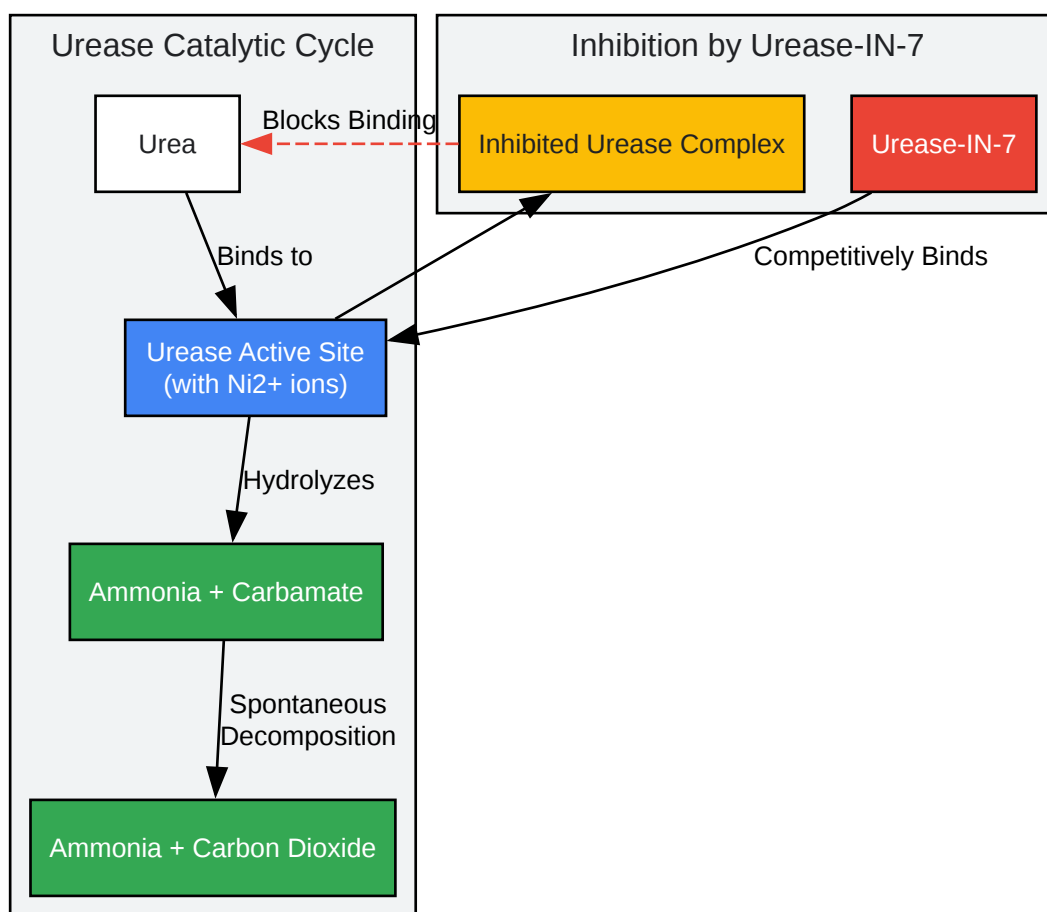 Urease Catalytic Cycle
Inhibition by Urease-IN-7
Urea
Blocks Binding
Inhibited Urease Complex
Urease-IN-7
Binds to
Competitively Binds
Urease Active Site
(with Ni2+ ions)
Hydrolyzes
Ammonia + Carbamate
Spontaneous
Decomposition
Ammonia + Carbon Dioxide